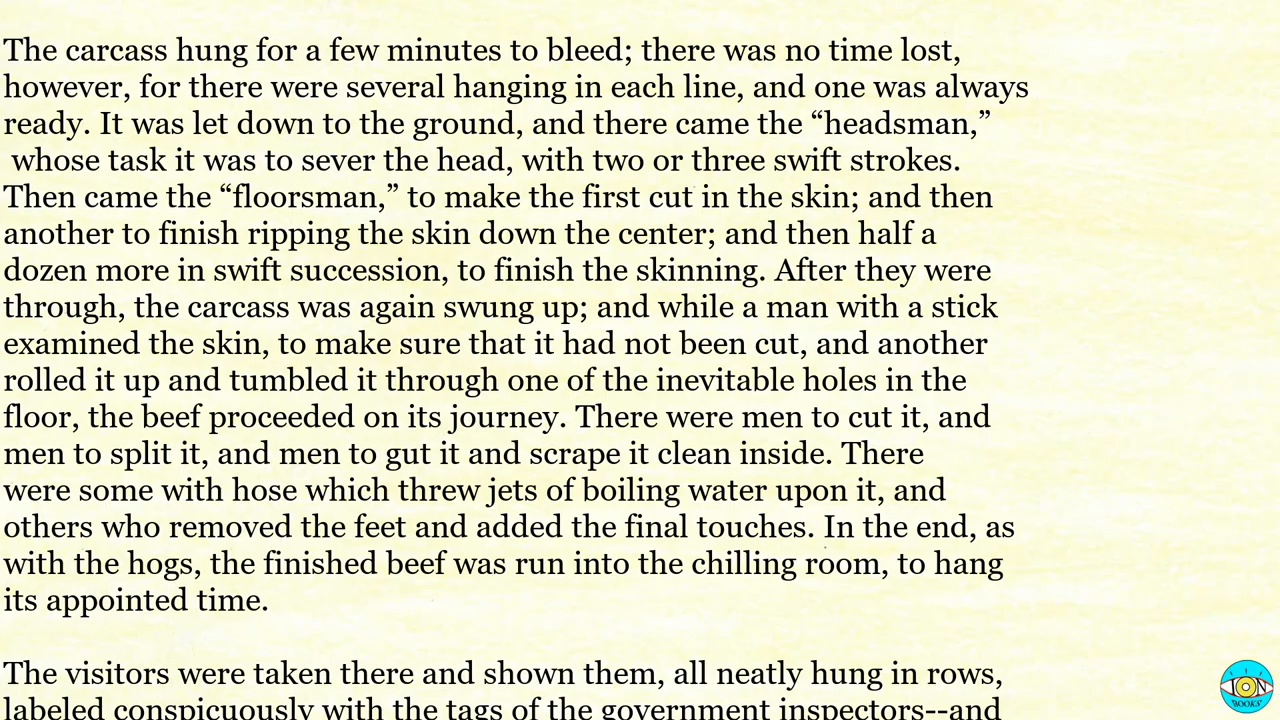 The carcass hung for a few minutes to bleed; there was no time lost,
however, for there were several hanging in each line, and one was always
ready. It was let down to the ground, and there came the “headsman,”
whose task it was to sever the head, with two or three swift strokes.
Then came the “floorsman,” to make the first cut in the skin; and then
another to finish ripping the skin down the center; and then half a
dozen more in swift succession, to finish the skinning. After they were
through, the carcass was again swung up; and while a man with a stick
examined the skin, to make sure that it had not been cut, and another
rolled it up and tumbled it through one of the inevitable holes in the
floor, the beef proceeded on its journey. There were men to cut it, and
men to split it, and men to gut it and scrape it clean inside. There
were some with hose which threw jets of boiling water upon it, and
others who removed the feet and added the final touches. In the end, as
with the hogs, the finished beef was run into the chilling room, to hang
its appointed time.
The visitors were taken there and shown them, all neatly hung in rows,
labeled conspicuously with the tags of the government inspectors--and
ION
BOOKS